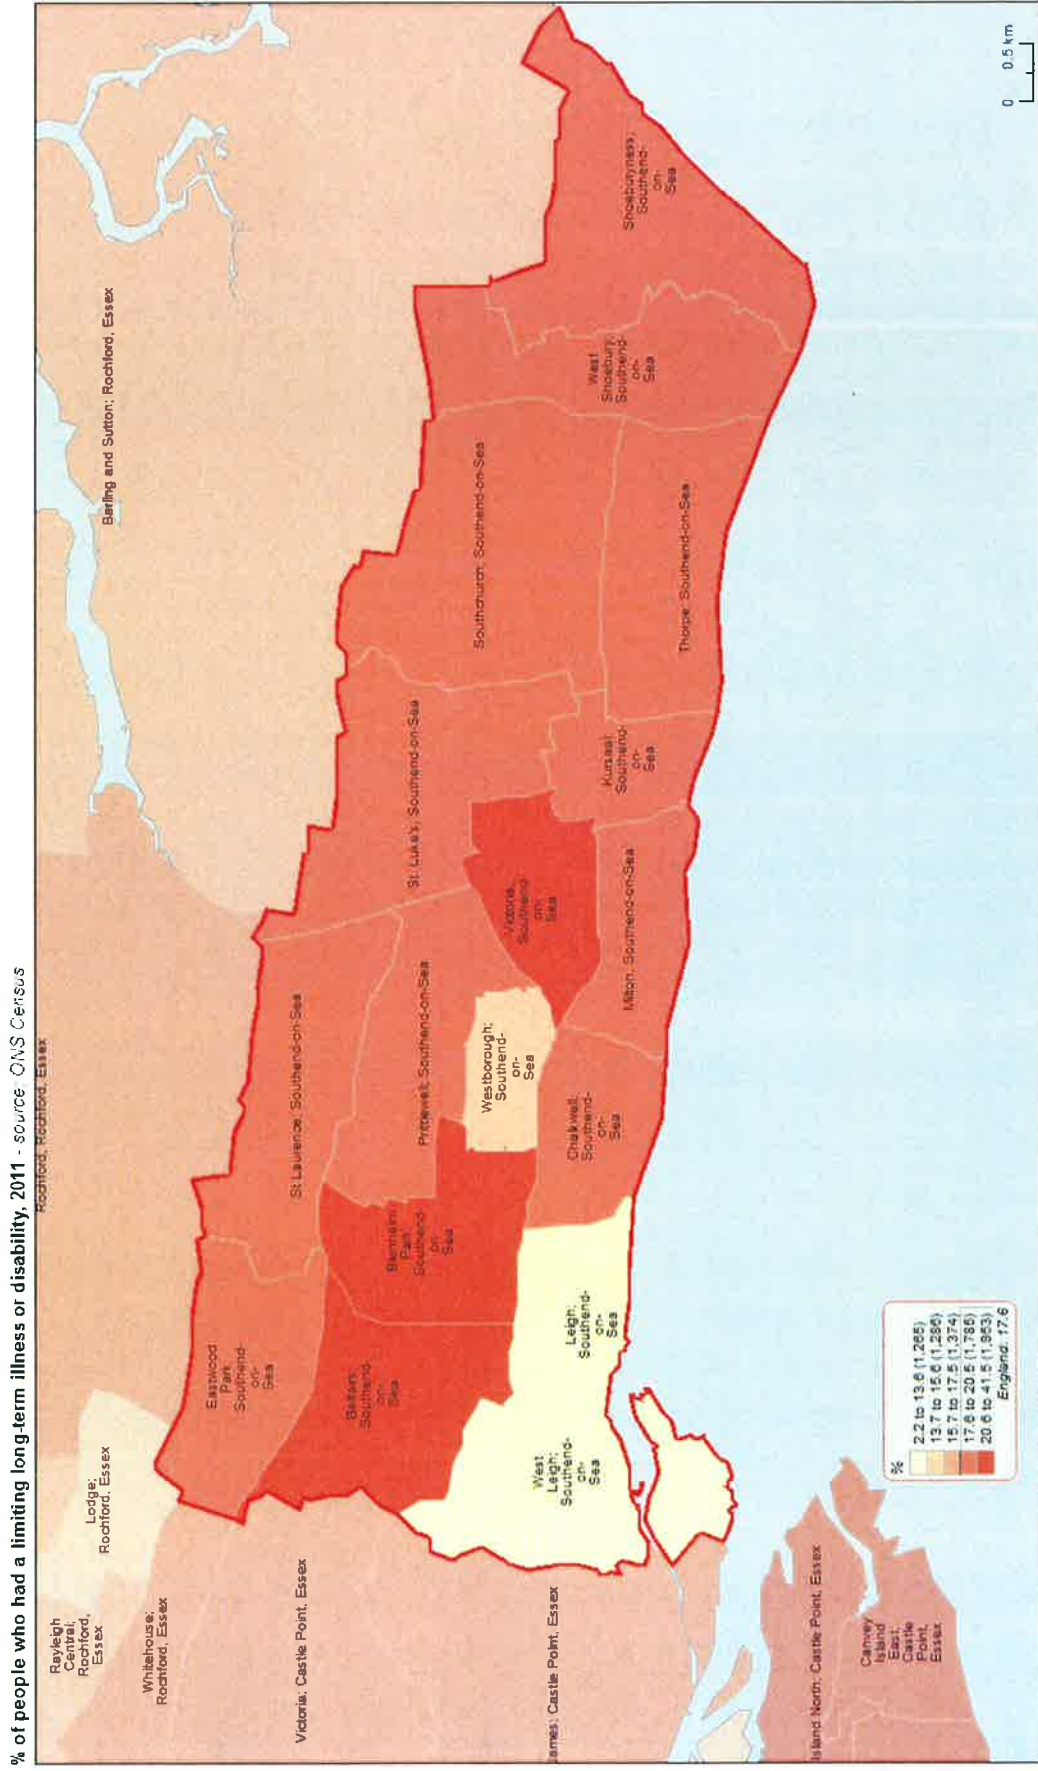 % of people who had a limiting long-term illness or disability, 2011 - source: ONS Census
Rochford, Rochford, Essex
Rayleigh
Central;
Rochford,
Essex
Lodge;
Rochford, Essex
Whitehouse;
Rochford, Essex
Barling and Sutton; Rochford, Essex
Eastwood
Park;
Southend-
on-
Sea
St Laurence; Southend-on-Sea
Victoria; Castle Point, Essex
Belfairs;
Southend-
on-
Sea
Blenheim
Park;
Southend-
on-
Sea
Prittlewell; Southend-on-Sea
St. Luke's; Southend-on-Sea
Southchurch; Southend-on-Sea
Westborough;
Southend-
on-
Sea
Victoria;
Southend-
on-
Sea
James; Castle Point, Essex
West
Leigh;
Southend-
on-
Sea
Leigh;
Southend-
on-
Sea
Chalkwell;
Southend-
on-
Sea
Milton; Southend-on-Sea
Kursaal;
Southend-
on-
Sea
Thorpe; Southend-on-Sea
West
Shoebury;
Southend-
on-
Sea
Shoeburyness;
Southend-
on-
Sea
Island North; Castle Point, Essex
Canvey
Island
East;
Castle
Point,
Essex
%
2.2 to 13.6 (1,265)
13.7 to 15.6 (1,286)
15.7 to 17.5 (1,374)
17.6 to 20.5 (1,785)
20.6 to 41.5 (1,963)
England: 17.6
0 0.5 km